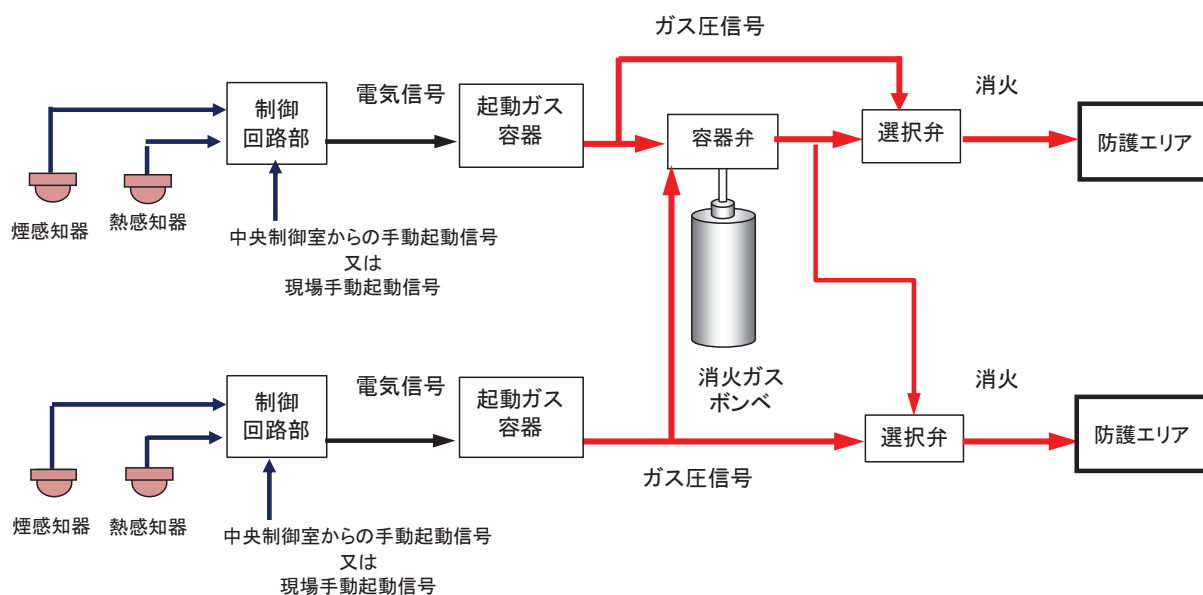 ガス圧信号
制御
回路部
電気信号
起動ガス
容器
容器弁
選択弁
消火
防護エリア
煙感知器
熱感知器
中央制御室からの手動起動信号
又は
現場手動起動信号
消火ガス
ボンベ
制御
回路部
電気信号
起動ガス
容器
ガス圧信号
選択弁
消火
防護エリア
煙感知器
熱感知器
中央制御室からの手動起動信号
又は
現場手動起動信号